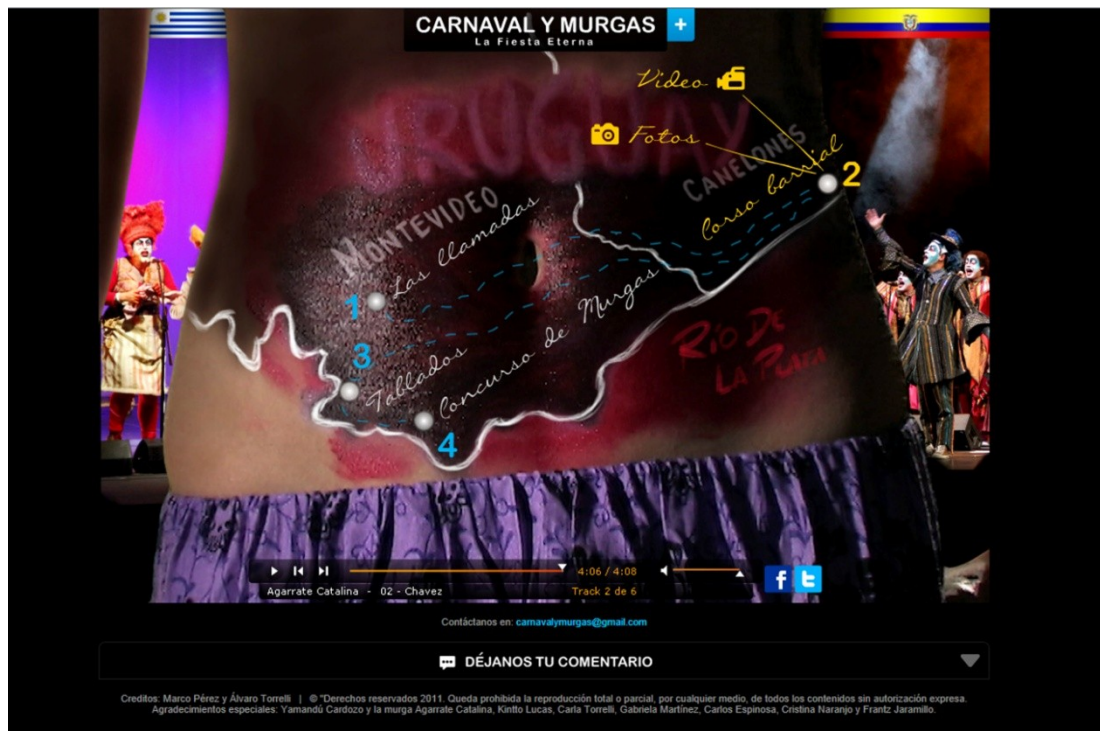 CARNAVAL Y MURGAS +
La Fiesta Eterna
Video
Fotos
URUGUAY
CANELONES
Corso barrial
2
MONTEVIDEO
Las llamadas
1
Concurso de Murgas
3
Tablados
4
RÍO DE
LA PLATA
4:06 / 4:08
Agarrate Catalina - 02 - Chavez
Track 2 de 6
f t
Contáctanos en: carnavalymurgas@gmail.com
DÉJANOS TU COMENTARIO
Creditos: Marco Pérez y Álvaro Torrelli | © "Derechos reservados 2011. Queda prohibida la reproducción total o parcial, por cualquier medio, de todos los contenidos sin autorización expresa.
Agradecimientos especiales: Yamandú Cardozo y la murga Agarrate Catalina, Kintto Lucas, Carla Torrelli, Gabriela Martínez, Carlos Espinosa, Cristina Naranjo y Frantz Jaramillo.